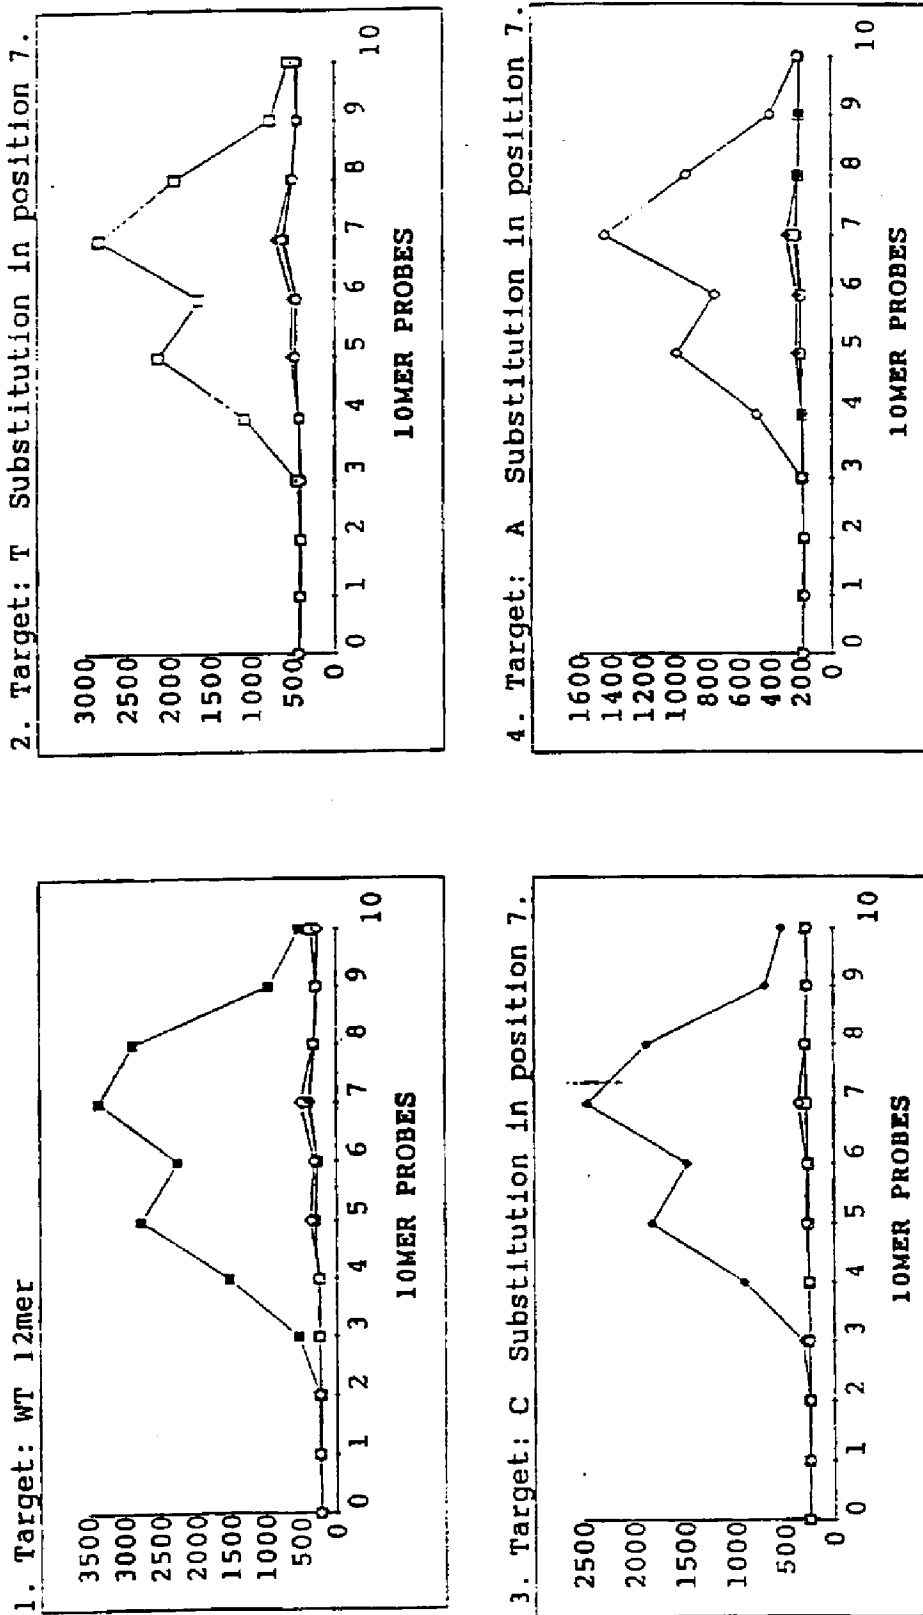 1. Target: WT 12mer
3500
3000
2500
2000
1500
1000
500
0
0 1 2 3 4 5 6 7 8 9 10
10MER PROBES
2. Target: T Substitution in position 7.
3000
2500
2000
1500
1000
500
0
0 1 2 3 4 5 6 7 8 9 10
10MER PROBES
3. Target: C Substitution in position 7.
2500
2000
1500
1000
500
0
0 1 2 3 4 5 6 7 8 9 10
10MER PROBES
4. Target: A Substitution in position 7.
1600
1400
1200
1000
800
600
400
200
0
0 1 2 3 4 5 6 7 8 9 10
10MER PROBES